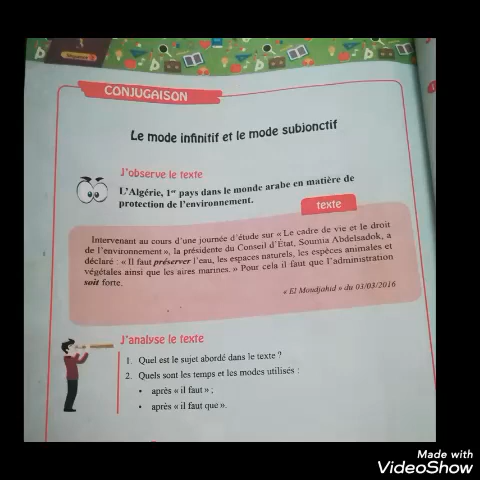 3
CONJUGAISON
Le mode infinitif et le mode subjonctif
J'observe le texte
L'Algérie, 1er pays dans le monde arabe en matière de
protection de l'environnement.
texte
Intervenant au cours d'une journée d'étude sur « Le cadre de vie et le droit
de l'environnement », la présidente du Conseil d'État, Soumia Abdelsadok, a
déclaré : « Il faut préserver l'eau, les espaces naturels, les espèces animales et
végétales ainsi que les aires marines. » Pour cela il faut que l'administration
soit forte.
« El Moudjahid » du 03/03/2016
J'analyse le texte
1. Quel est le sujet abordé dans le texte ?
2. Quels sont les temps et les modes utilisés :
• après « il faut » ;
• après « il faut que ».
Made with
VideoShow